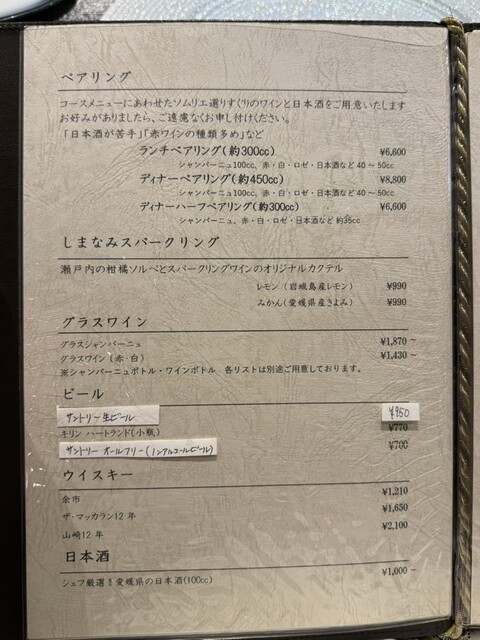 ペアリング
コースメニューにあわせたソムリエ選りすぐりのワインと日本酒をご用意いたします
お好みがありましたら、ご遠慮なくお申し付けください。
「日本酒が苦手」「赤ワインの種類多め」など
ランチペアリング(約300cc) ¥6,600
シャンパーニュ100cc、赤・白・ロゼ・日本酒など 40～50cc
ディナーペアリング(約450cc) ¥8,800
シャンパーニュ100cc、赤・白・ロゼ・日本酒など 40～50cc
ディナーハーフペアリング(約300cc) ¥6,600
シャンパーニュ、赤・白・ロゼ・日本酒など 約35cc
しまなみスパークリング
瀬戸内の柑橘ソルベとスパークリングワインのオリジナルカクテル
レモン(岩城島産レモン) ¥990
みかん(愛媛県産きよみ) ¥990
グラスワイン
グラスシャンパーニュ ¥1,870～
グラスワイン(赤・白) ¥1,430～
※シャンパーニュボトル・ワインボトル 各リストは別途ご用意しております。
ビール
サントリー生ビール ¥950
キリン ハートランド(小瓶) ¥770
サントリー オールフリー(ノンアルコールビール) ¥700
ウイスキー
余市 ¥1,210
ザ・マッカラン12年 ¥1,650
山崎12年 ¥2,100
日本酒
シェフ厳選!愛媛県の日本酒(100cc) ¥1,000～